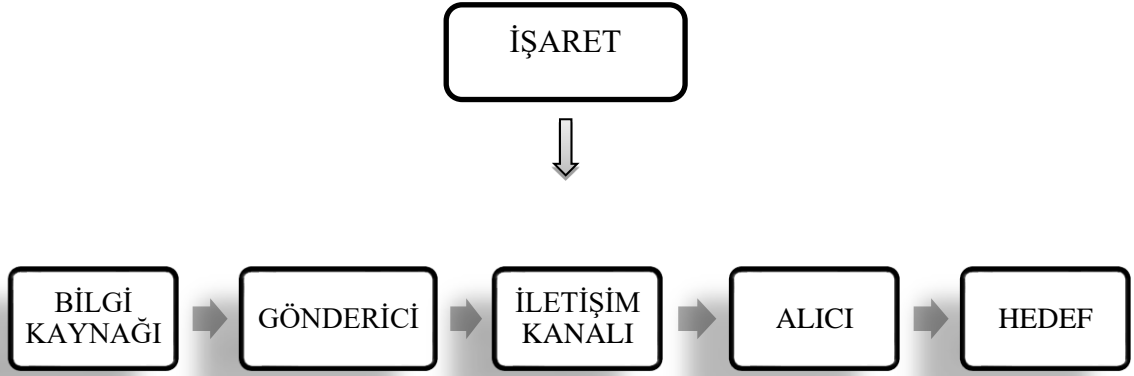 İŞARET
BİLGİ
KAYNAĞI
GÖNDERİCİ
İLETİŞİM
KANALI
ALICI
HEDEF